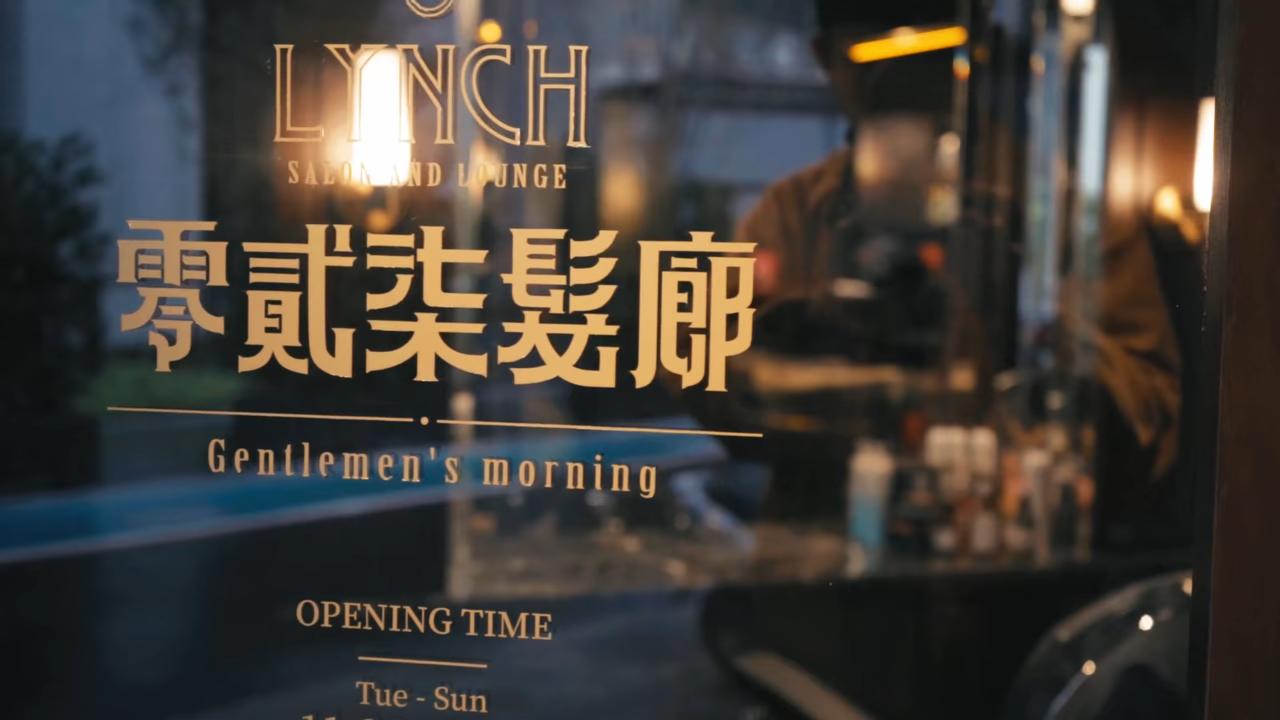 LYNCH
SALON AND LOUNGE
零貳柒髮廊
Gentlemen's morning
OPENING TIME
Tue - Sun